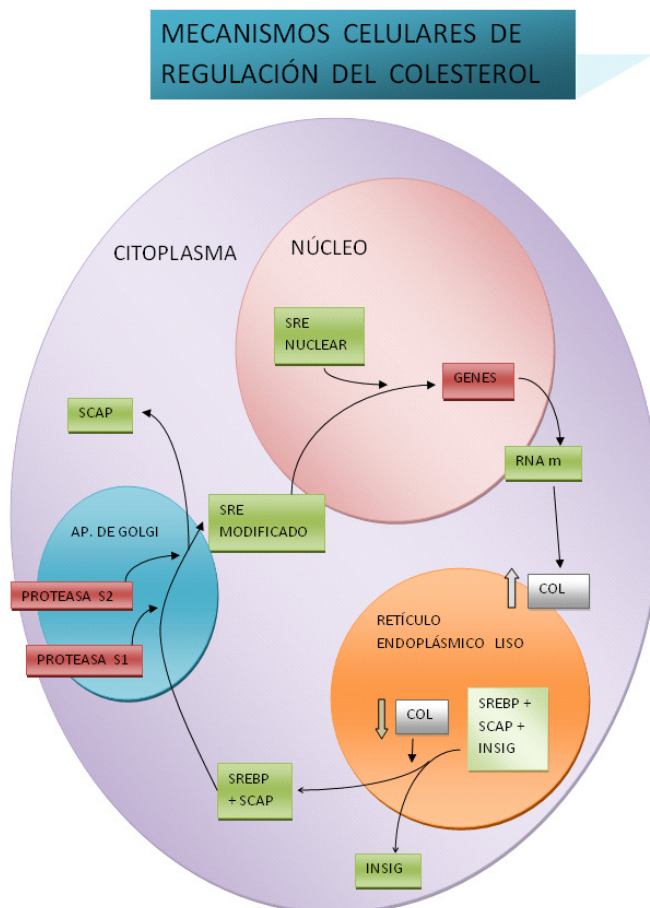 MECANISMOS CELULARES DE
REGULACIÓN DEL COLESTEROL
CITOPLASMA
NÚCLEO
SRE
NUCLEAR
GENES
SCAP
RNA m
AP. DE GOLGI
SRE
MODIFICADO
PROTEASA S2
PROTEASA S1
COL
RETÍCULO
ENDOPLÁSMICO LISO
COL
SREBP +
SCAP +
INSIG
SREBP
+ SCAP
INSIG